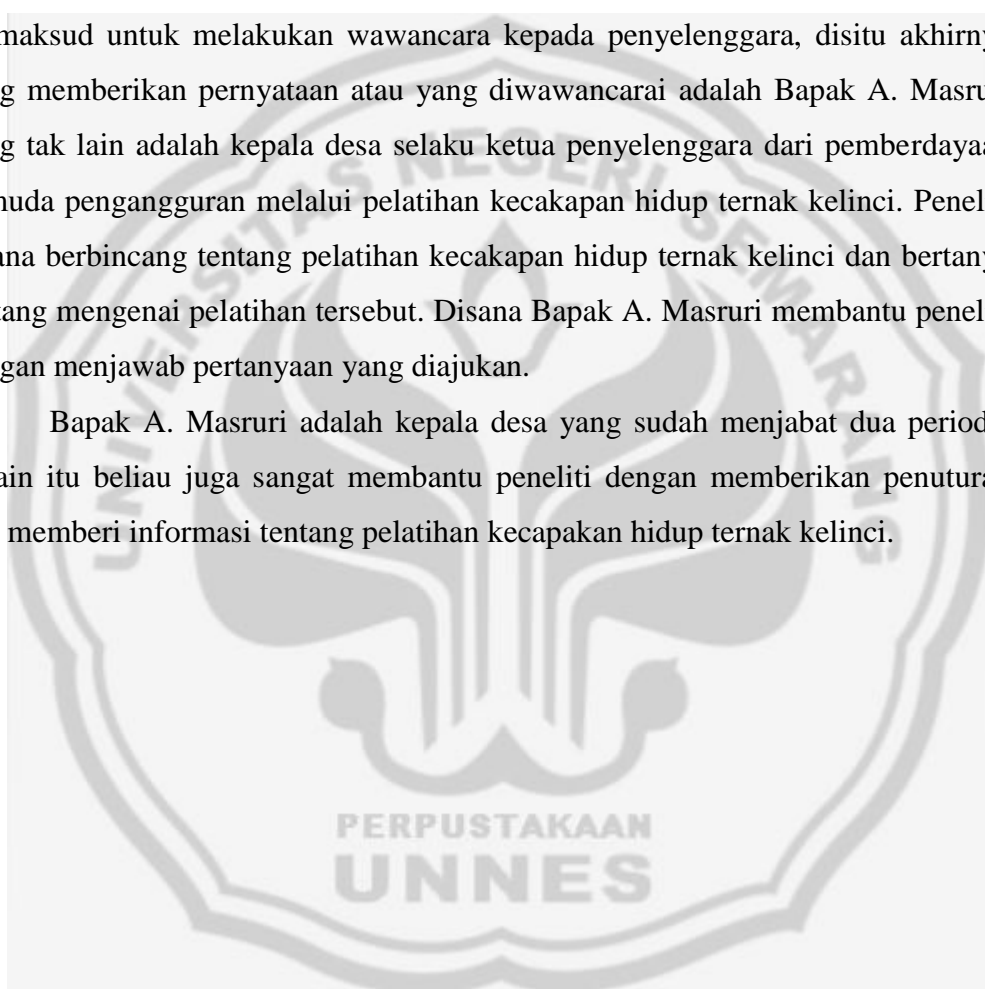 maksud untuk melakukan wawancara kepada penyelenggara, disitu akhirny
g memberikan pernyataan atau yang diwawancarai adalah Bapak A. Masru
g tak lain adalah kepala desa selaku ketua penyelenggara dari pemberdayaa
nuda pengangguran melalui pelatihan kecakapan hidup ternak kelinci. Penel
ana berbincang tentang pelatihan kecakapan hidup ternak kelinci dan bertany
tang mengenai pelatihan tersebut. Disana Bapak A. Masruri membantu penel
gan menjawab pertanyaan yang diajukan.
Bapak A. Masruri adalah kepala desa yang sudah menjabat dua period
ain itu beliau juga sangat membantu peneliti dengan memberikan penutura
memberi informasi tentang pelatihan kecapakan hidup ternak kelinci.
UNIVERSITAS NEGERI SEMARANG
PERPUSTAKAAN
UNNES